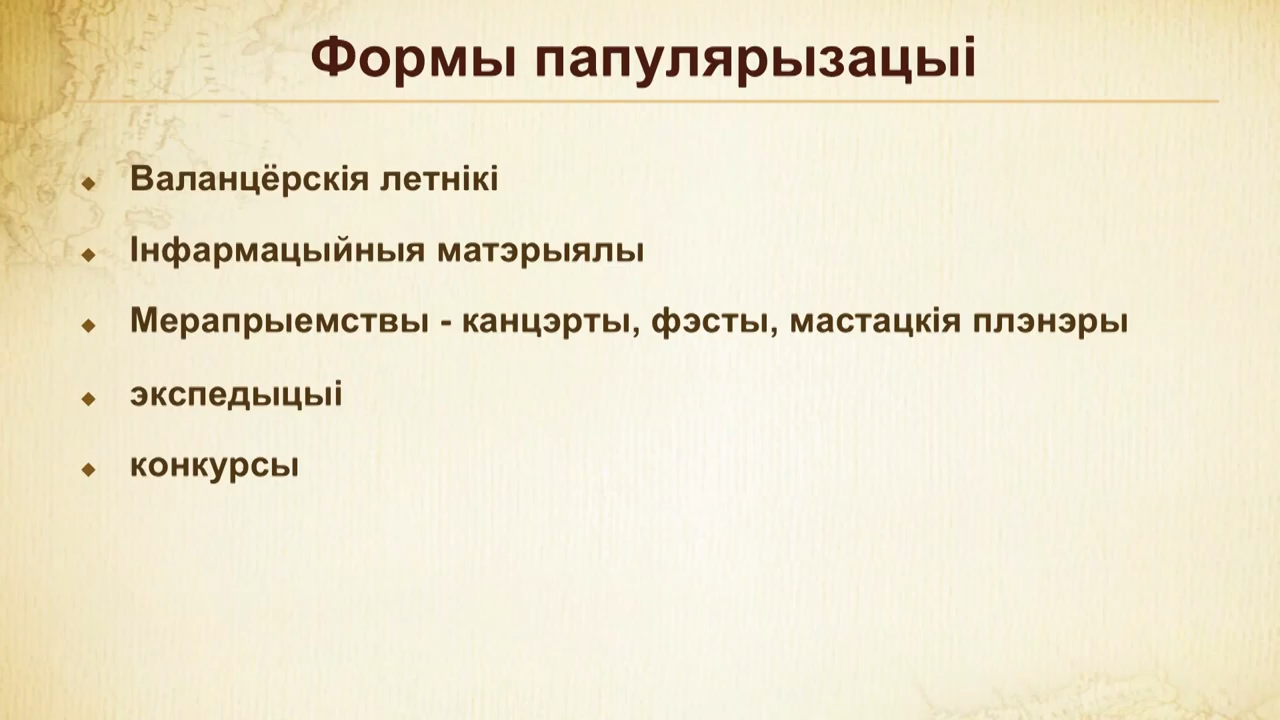 Формы папулярызацыі
Валанцёрскія летнікі
Інфармацыйныя матэрыялы
Мерапрыемствы - канцэрты, фэсты, мастацкія плэнэры
экспедыцыі
конкурсы